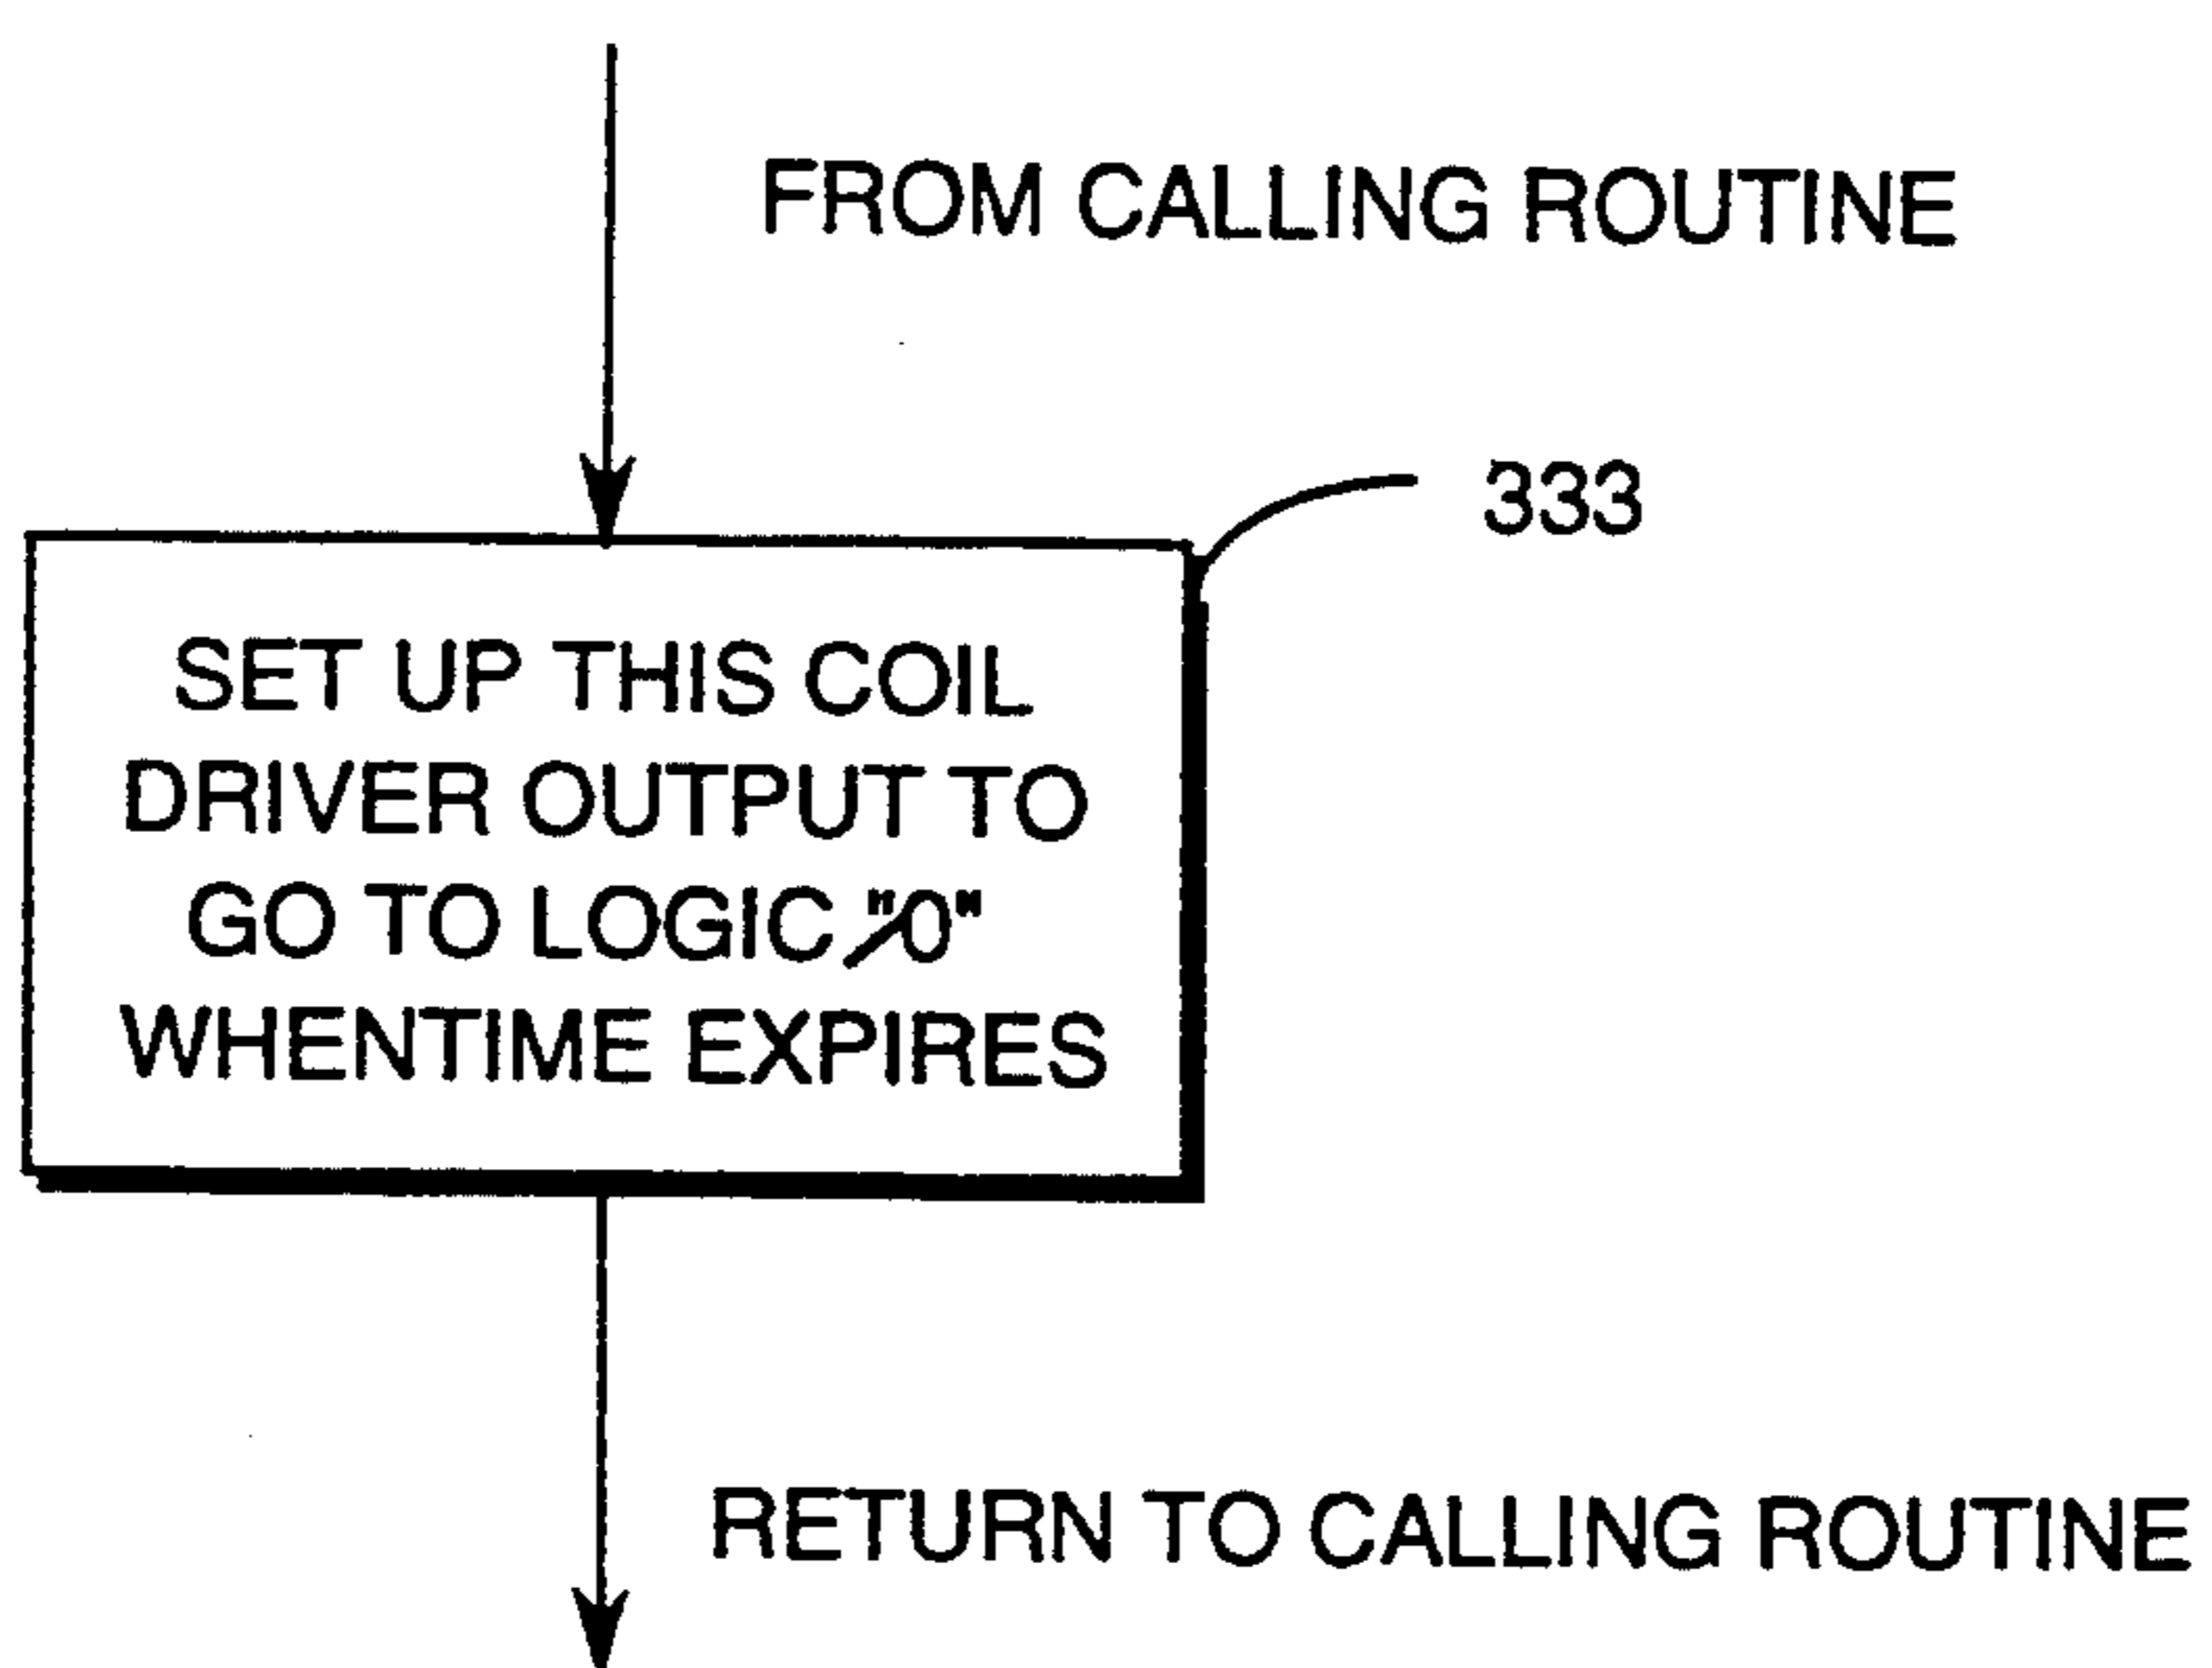 FROM CALLING ROUTINE
333
SET UP THIS COIL
DRIVER OUTPUT TO
GO TO LOGIC "0"
WHENTIME EXPIRES
RETURN TO CALLING ROUTINE